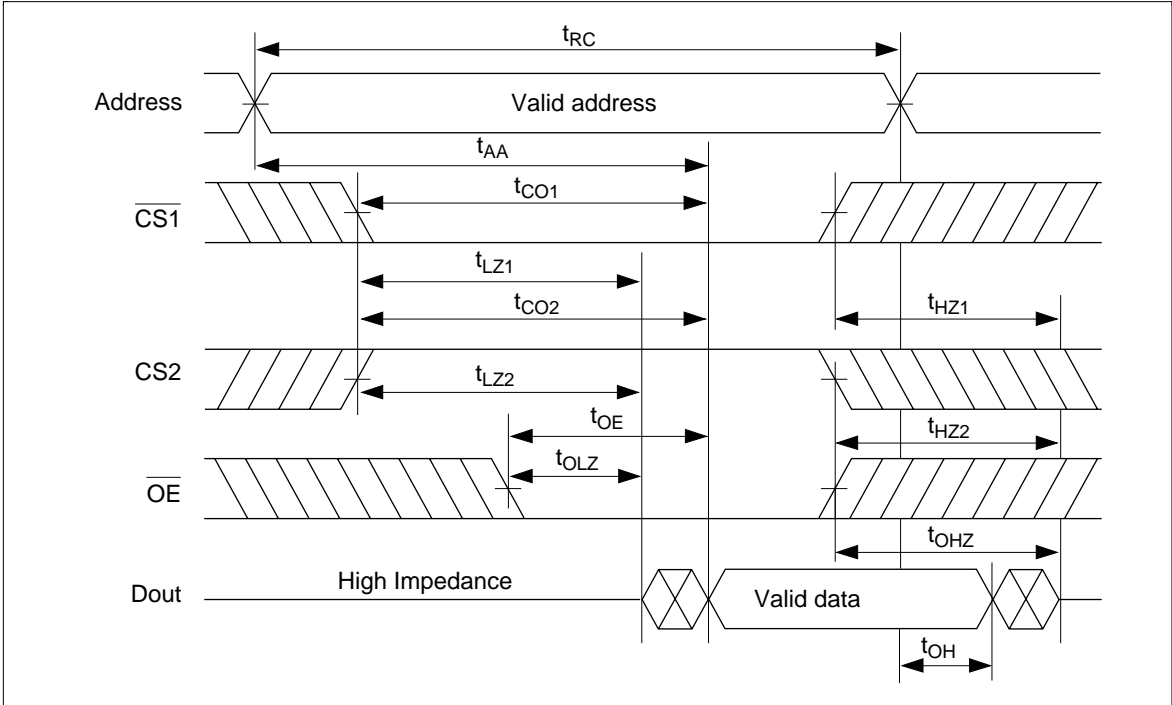 tRC
Address
Valid address
tAA
CS1
tCO1
tLZ1
tCO2
tHZ1
CS2
tLZ2
tOE
tHZ2
OE
tOLZ
tOHZ
Dout
High Impedance
Valid data
tOH